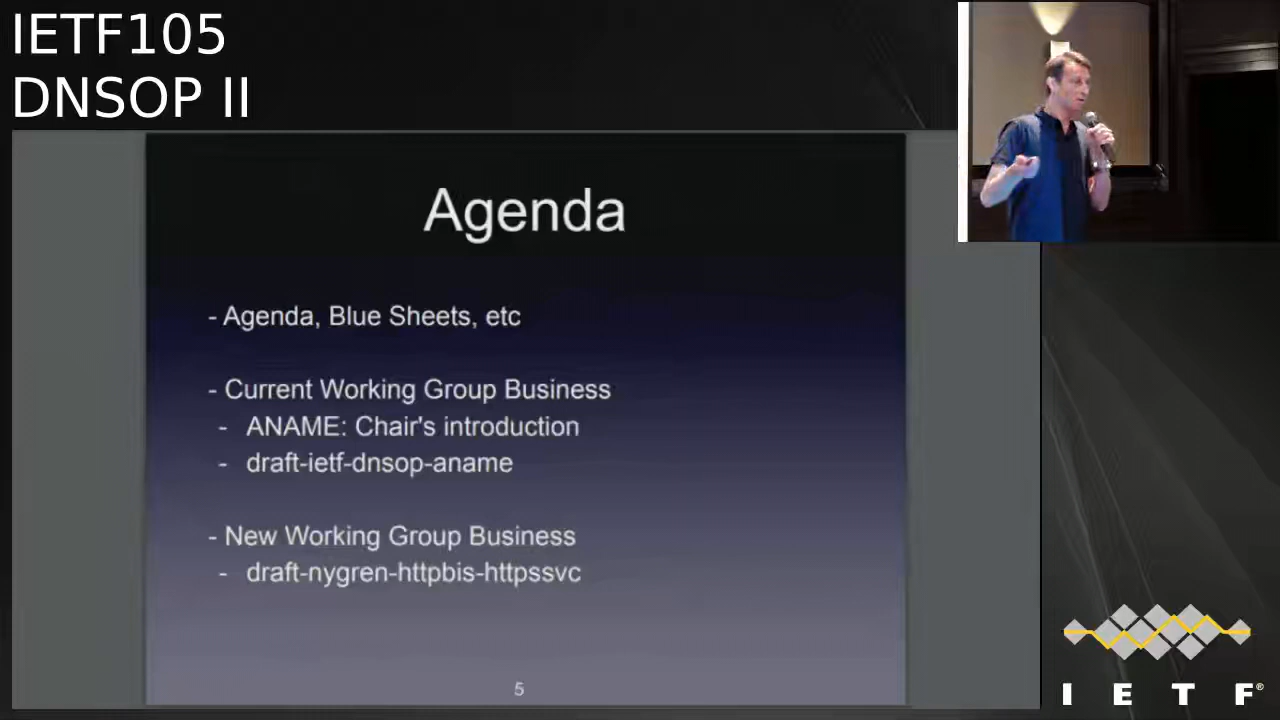 IETF105
DNSOP II
Agenda
- Agenda, Blue Sheets, etc
- Current Working Group Business
- ANAME: Chair's introduction
- draft-ietf-dnsop-aname
- New Working Group Business
- draft-nygren-httpbis-httpssvc
5
I E T F®